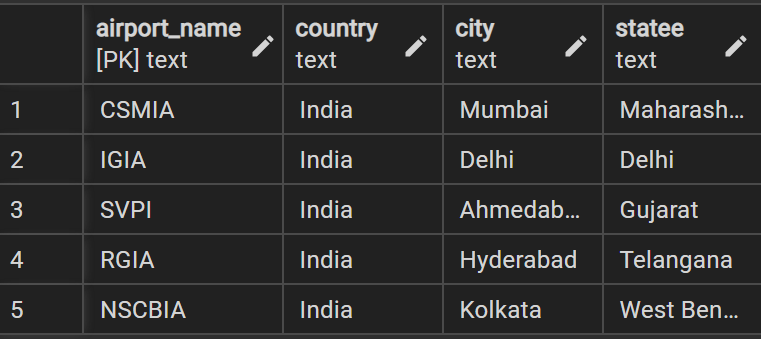 airport_name country city statee
[PK] text text text text
1 CSMIA India Mumbai Maharash...
2 IGIA India Delhi Delhi
3 SVPI India Ahmedab... Gujarat
4 RGIA India Hyderabad Telangana
5 NSCBIA India Kolkata West Ben...